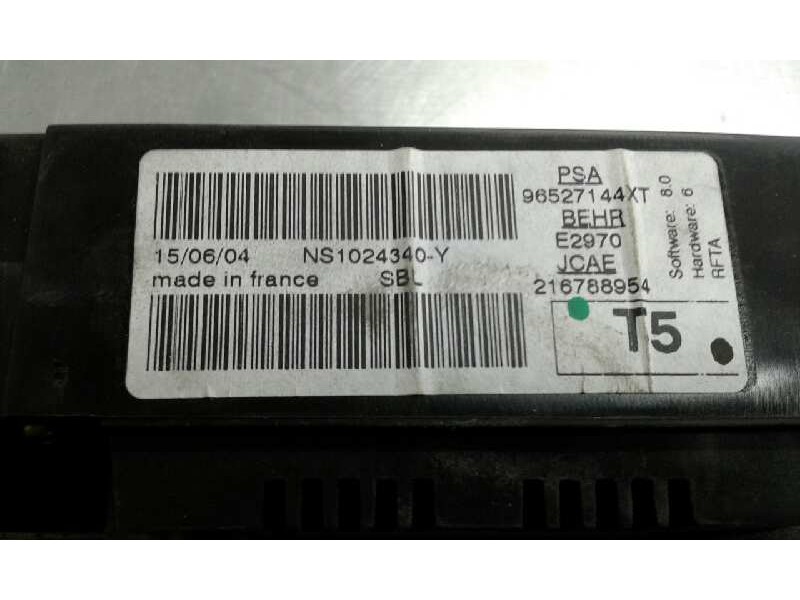 15/06/04 NS1024340-Y
made in france SBL
PSA
96527144XT
BEHR
E2970
JCAE
216788954
T5
Software: 8.0
Hardware: 6
RFTA